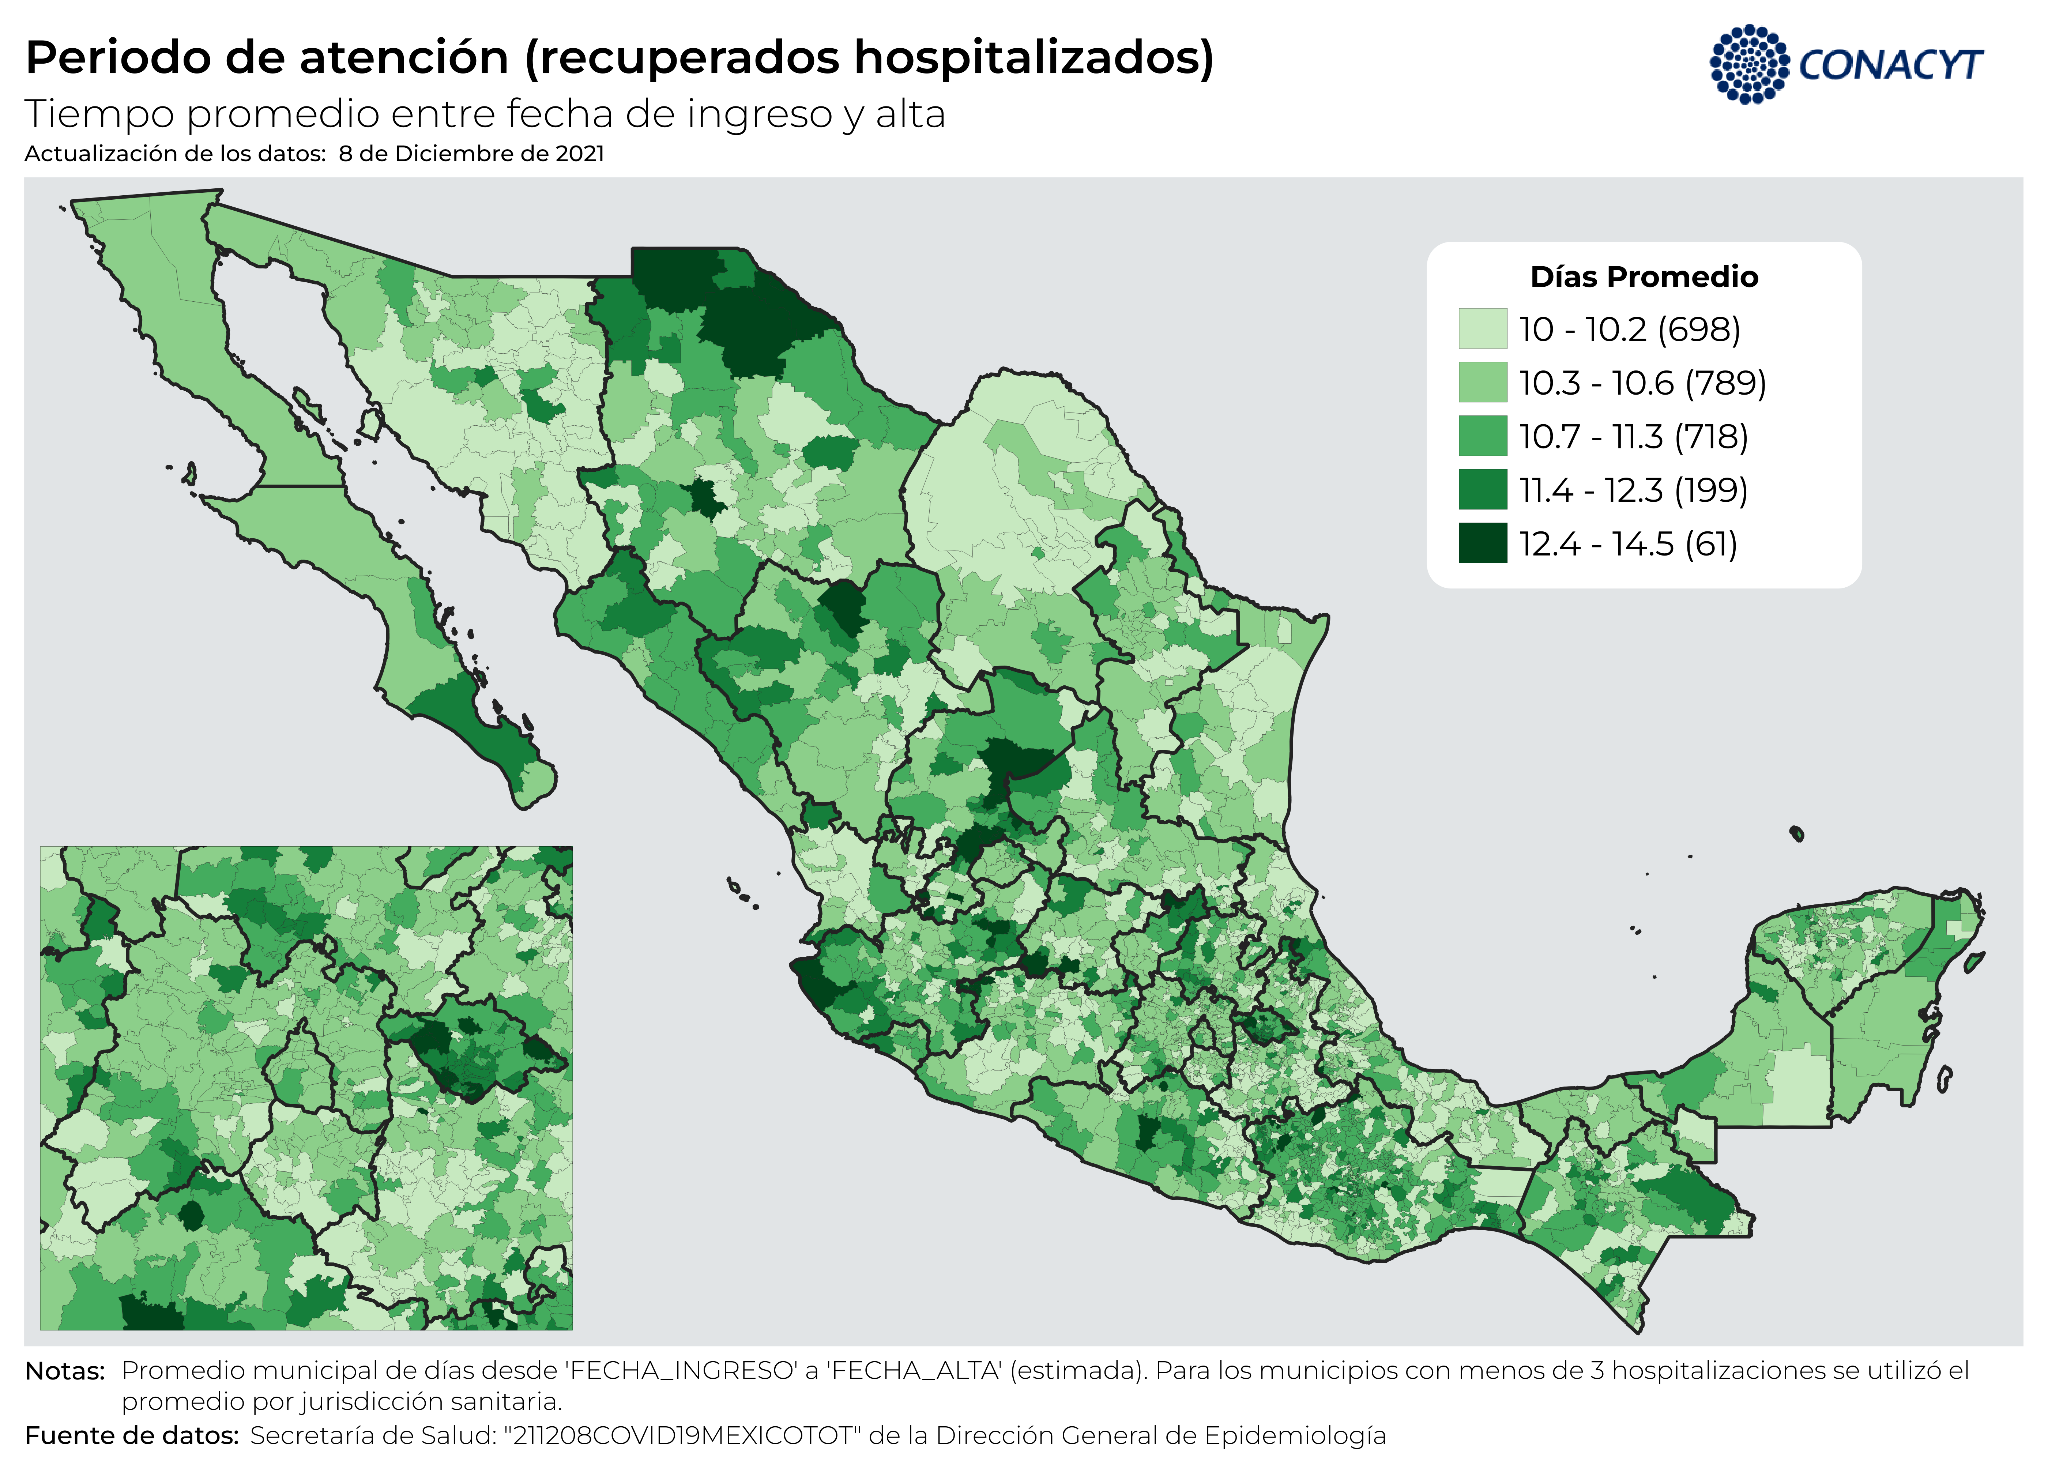 Periodo de atención (recuperados hospitalizados)
Tiempo promedio entre fecha de ingreso y alta
Actualización de los datos: 8 de Diciembre de 2021
CONACYT
Días Promedio
10 - 10.2 (698)
10.3 - 10.6 (789)
10.7 - 11.3 (718)
11.4 - 12.3 (199)
12.4 - 14.5 (61)
Notas: Promedio municipal de días desde 'FECHA_INGRESO' a 'FECHA_ALTA' (estimada). Para los municipios con menos de 3 hospitalizaciones se utilizó el
promedio por jurisdicción sanitaria.
Fuente de datos: Secretaría de Salud: "211208COVID19MEXICOTOT" de la Dirección General de Epidemiología